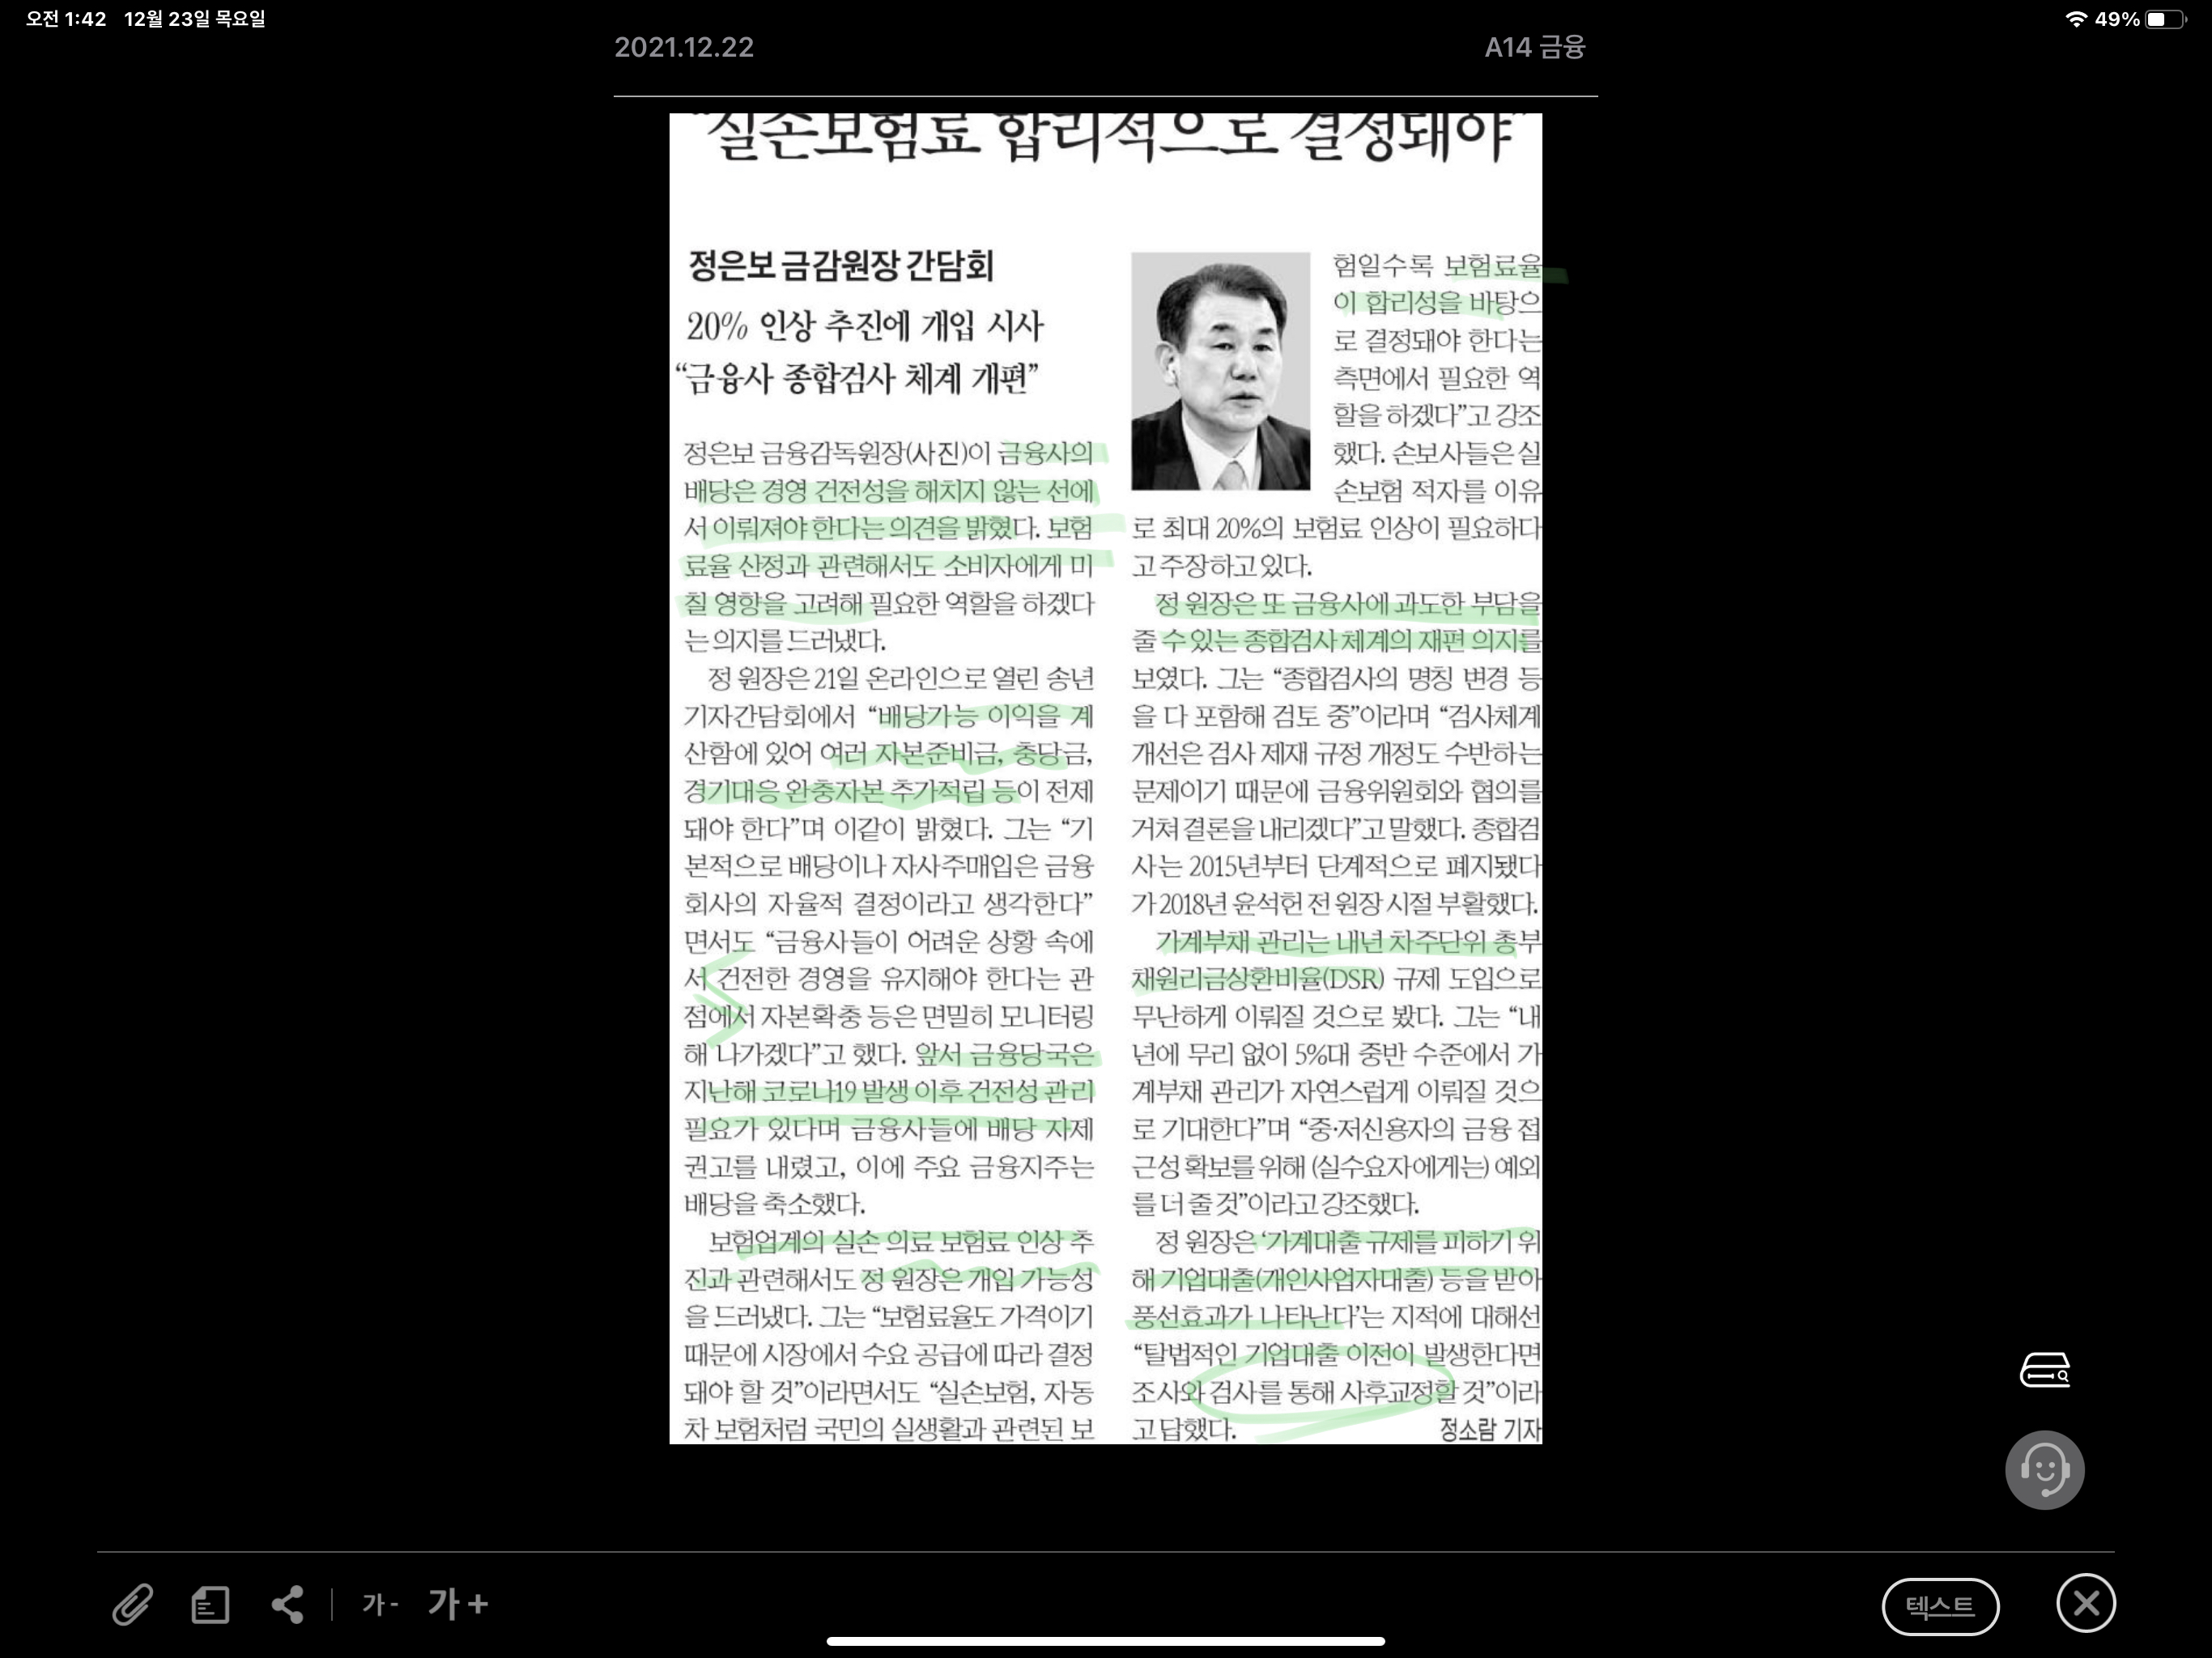 오전 1:42 12월 23일 목요일
49%
2021.12.22
A14 금융
“실손보험료 합리적으로 결정돼야”
정은보 금감원장 간담회
20% 인상 추진에 개입 시사
“금융사 종합검사 체계 개편”
정은보 금융감독원장(사진)이 금융사의
배당은 경영 건전성을 해치지 않는 선에
서 이뤄져야 한다는 의견을 밝혔다. 보험
료율 산정과 관련해서도 소비자에게 미
칠 영향을 고려해 필요한 역할을 하겠다
는 의지를 드러냈다.
정 원장은 21일 온라인으로 열린 송년
기자간담회에서 “배당가능 이익을 계
산함에 있어 여러 자본준비금, 충당금,
경기대응 완충자본 추가적립 등이 전제
돼야 한다”며 이같이 밝혔다. 그는 “기
본적으로 배당이나 자사주매입은 금융
회사의 자율적 결정이라고 생각한다”
면서도 “금융사들이 어려운 상황 속에
서 건전한 경영을 유지해야 한다는 관
점에서 자본확충 등은 면밀히 모니터링
해 나가겠다”고 했다. 앞서 금융당국은
지난해 코로나19 발생 이후 건전성 관리
필요가 있다며 금융사들에 배당 자제
권고를 내렸고, 이에 주요 금융지주는
배당을 축소했다.
보험업계의 실손 의료 보험료 인상 추
진과 관련해서도 정 원장은 개입 가능성
을 드러냈다. 그는 “보험료율도 가격이기
때문에 시장에서 수요 공급에 따라 결정
돼야 할 것”이라면서도 “실손보험, 자동
차 보험처럼 국민의 실생활과 관련된 보
험일수록 보험료율
이 합리성을 바탕으
로 결정돼야 한다는
측면에서 필요한 역
할을 하겠다”고 강조
했다. 손보사들은 실
손보험 적자를 이유
로 최대 20%의 보험료 인상이 필요하다
고 주장하고 있다.
정 원장은 또 금융사에 과도한 부담을
줄 수 있는 종합검사 체계의 재편 의지를
보였다. 그는 “종합검사의 명칭 변경 등
을 다 포함해 검토 중”이라며 “검사체계
개선은 검사 제재 규정 개정도 수반하는
문제이기 때문에 금융위원회와 협의를
거쳐 결론을 내리겠다”고 말했다. 종합검
사는 2015년부터 단계적으로 폐지됐다
가 2018년 윤석헌 전 원장 시절 부활했다.
가계부채 관리는 내년 차주단위 총부
채원리금상환비율(DSR) 규제 도입으로
무난하게 이뤄질 것으로 봤다. 그는 “내
년에 무리 없이 5%대 중반 수준에서 가
계부채 관리가 자연스럽게 이뤄질 것으
로 기대한다”며 “중·저신용자의 금융 접
근성 확보를 위해 (실수요자에게는) 예외
를 더 줄 것”이라고 강조했다.
정 원장은 ‘가계대출 규제를 피하기 위
해 기업대출(개인사업자대출) 등을 받아
풍선효과가 나타난다’는 지적에 대해선
“탈법적인 기업대출 이전이 발생한다면
조사와 검사를 통해 사후교정할 것”이라
고 답했다.
정소람 기자
가 - 가 +
텍스트